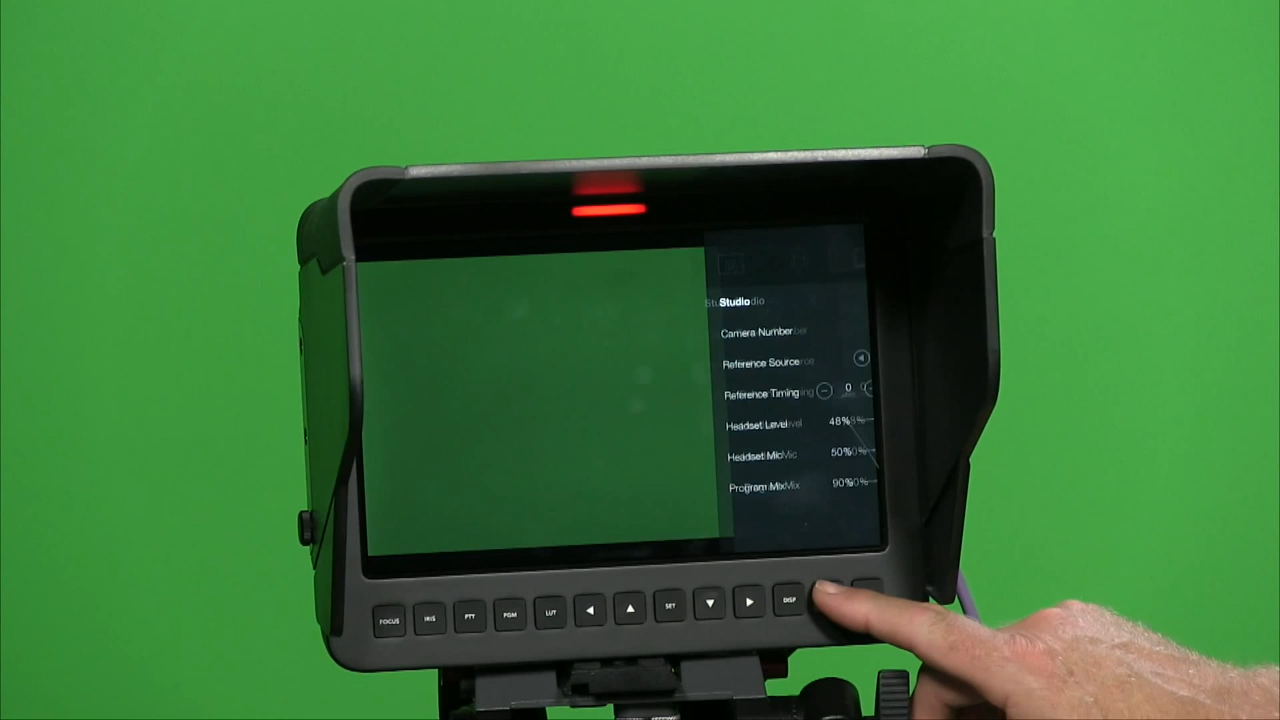 Studio
Camera Number
Reference Source
Reference Timing 0
Headset Level 48%
Headset Mic 50%
Program Mix 90%
FOCUS IRIS PTT PGM LUT SET DISP